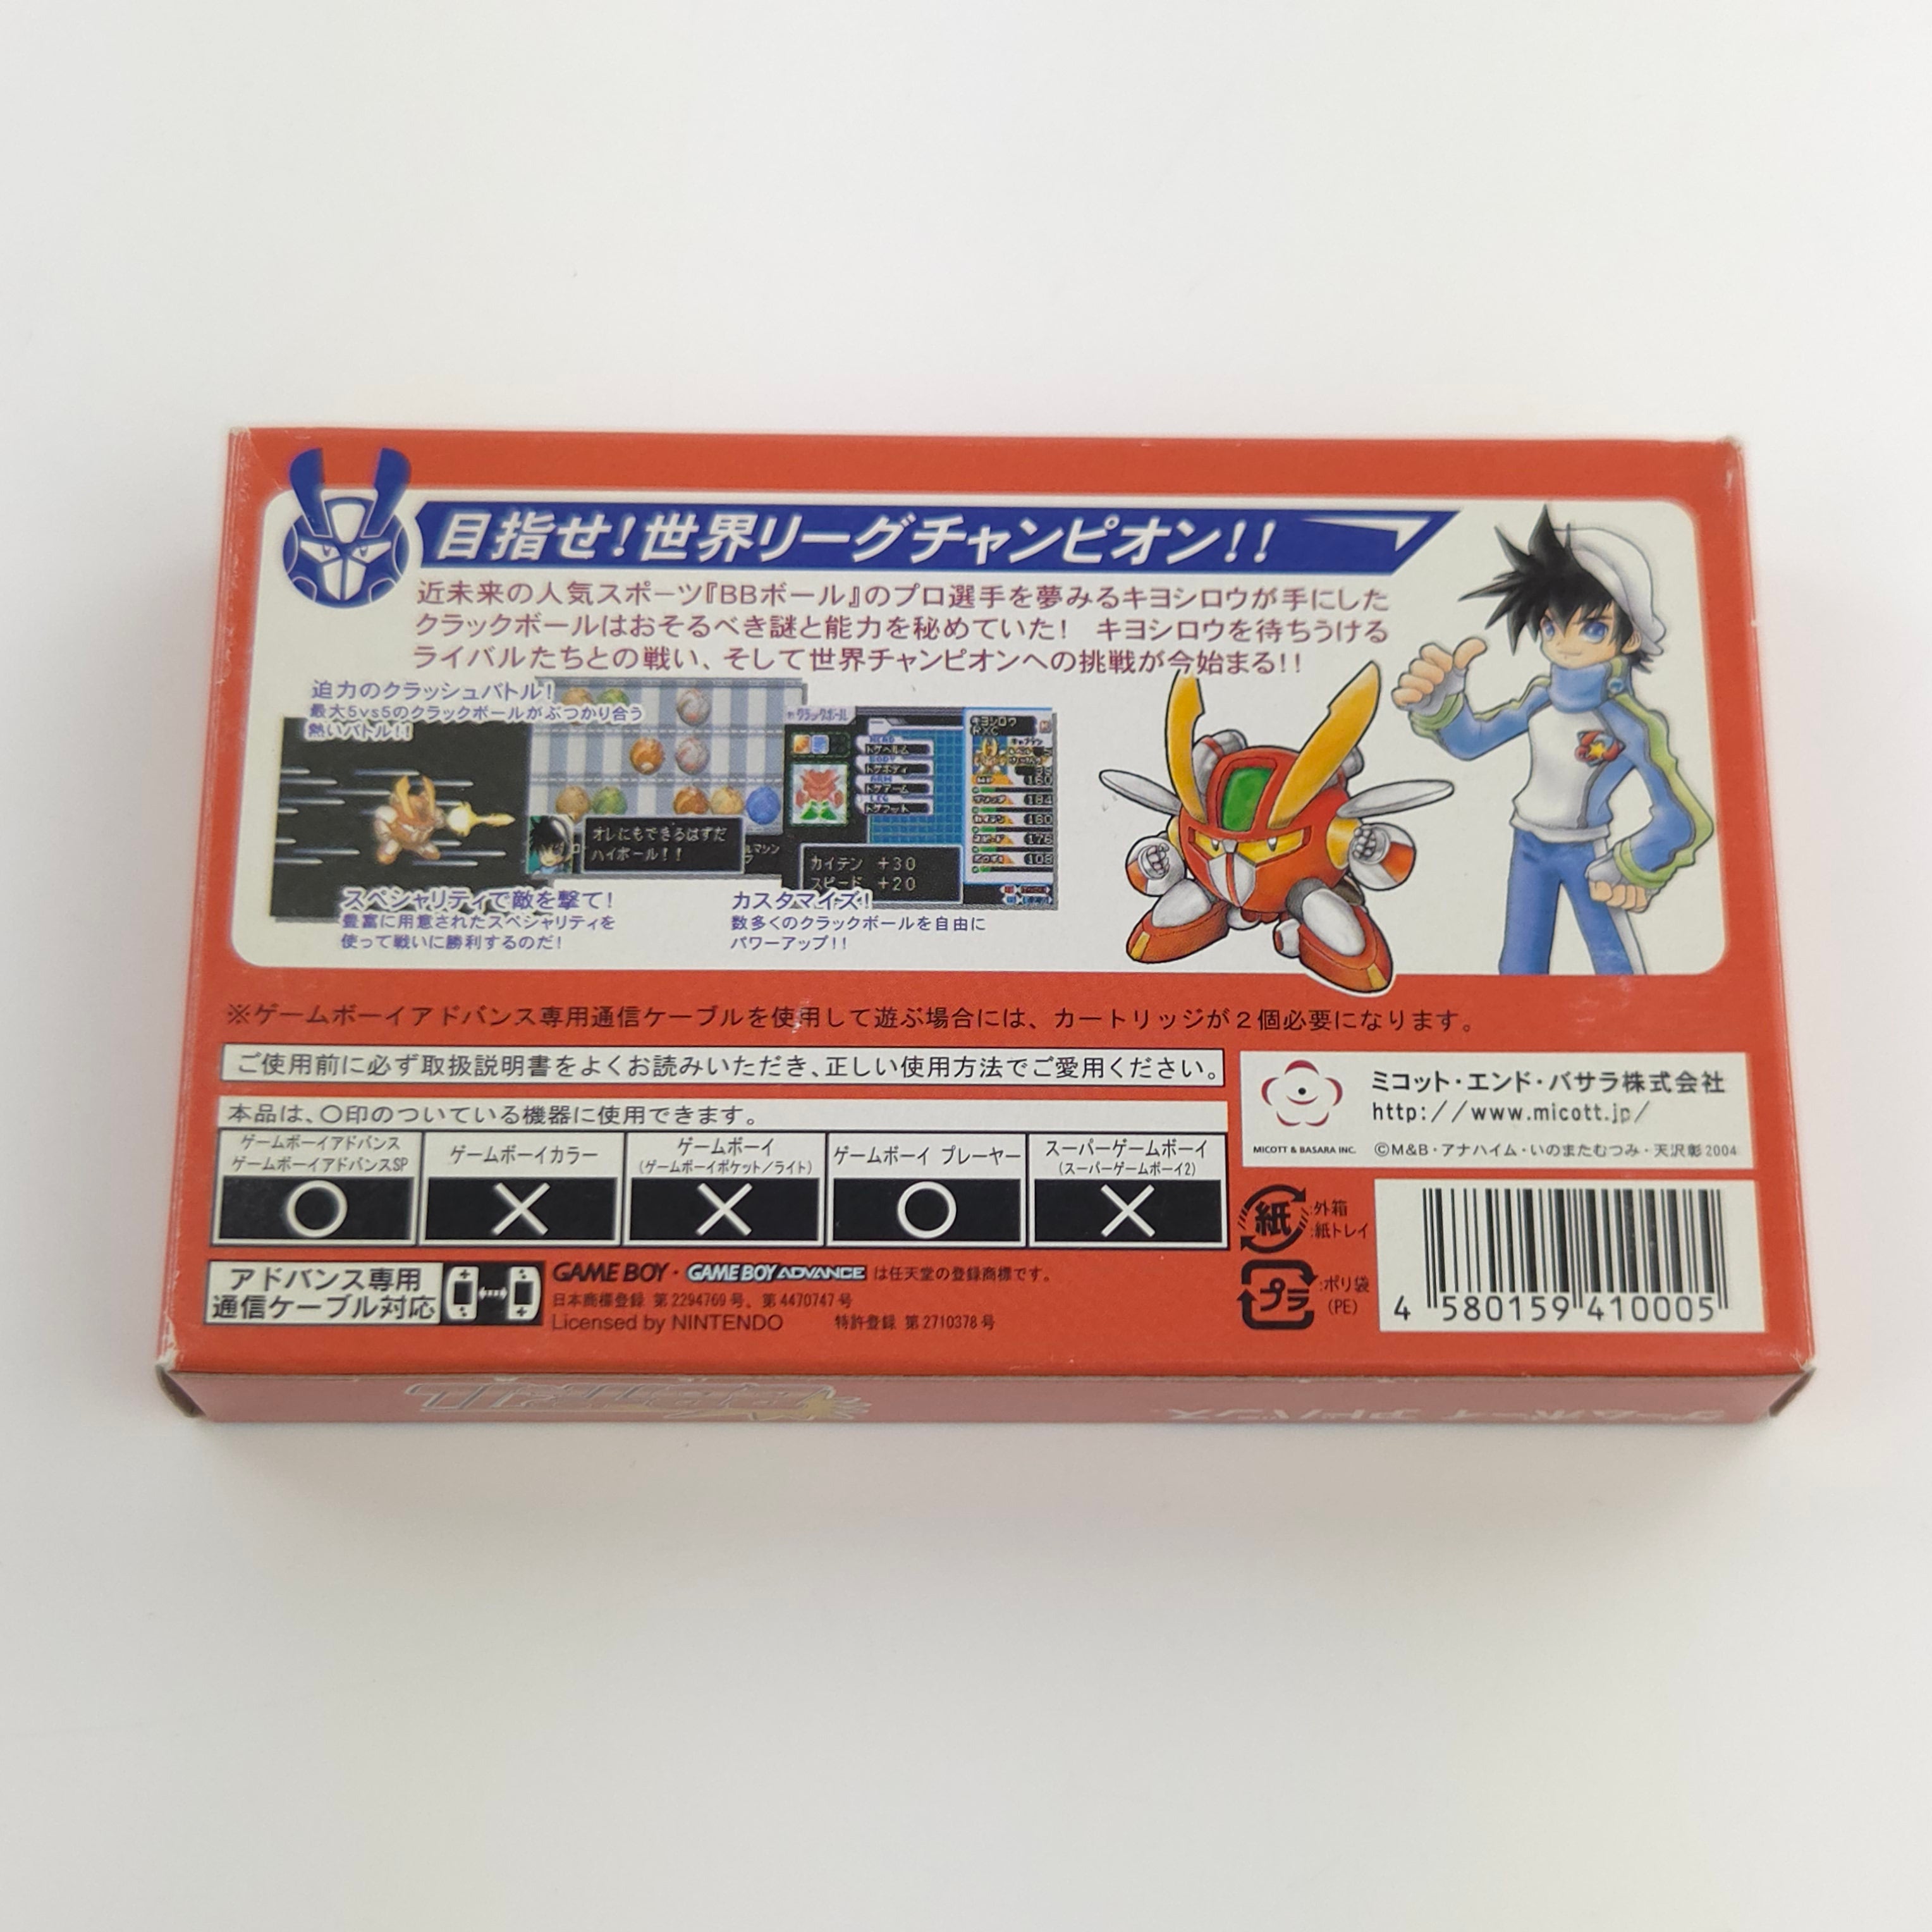 目指せ!世界リーグチャンピオン!!
近未来の人気スポーツ『BBボール』のプロ選手を夢みるキヨシロウが手にした
クラックボールはおそるべき謎と能力を秘めていた! キヨシロウを待ちうける
ライバルたちとの戦い、そして世界チャンピオンへの挑戦が今始まる!!
迫力のクラッシュバトル!
最大5vs5のクラックボールがぶつかり合う
熱いバトル!!
オレにもできるはずだ
ハイボール!!
キヨシロウ
カイテン +30
スピード +20
スペシャリティで敵を撃て!
豊富に用意されたスペシャリティを
使って戦いに勝利するのだ!
カスタマイズ!
数多くのクラックボールを自由に
パワーアップ!!
※ゲームボーイアドバンス専用通信ケーブルを使用して遊ぶ場合には、カートリッジが2個必要になります。
ご使用前に必ず取扱説明書をよくお読みいただき、正しい使用方法でご愛用ください。
本品は、○印のついている機器に使用できます。
ゲームボーイアドバンス
ゲームボーイアドバンスSP
○
ゲームボーイカラー
×
ゲームボーイ
(ゲームボーイポケット/ライト)
×
ゲームボーイ プレーヤー
○
スーパーゲームボーイ
(スーパーゲームボーイ2)
×
ミコット・エンド・バサラ株式会社
http://www.micott.jp/
MICOTT & BASARA INC.
©M&B・アナハイム・いのまたむつみ・天沢彰2004
紙
:外箱
:紙トレイ
プラ
:ポリ袋
(PE)
4 580159 410005
アドバンス専用
通信ケーブル対応
GAME BOY・GAME BOY ADVANCE は任天堂の登録商標です。
日本商標登録 第2294769号、第4470747号
Licensed by NINTENDO 特許登録 第2710378号
ゲームボーイ アドバンス